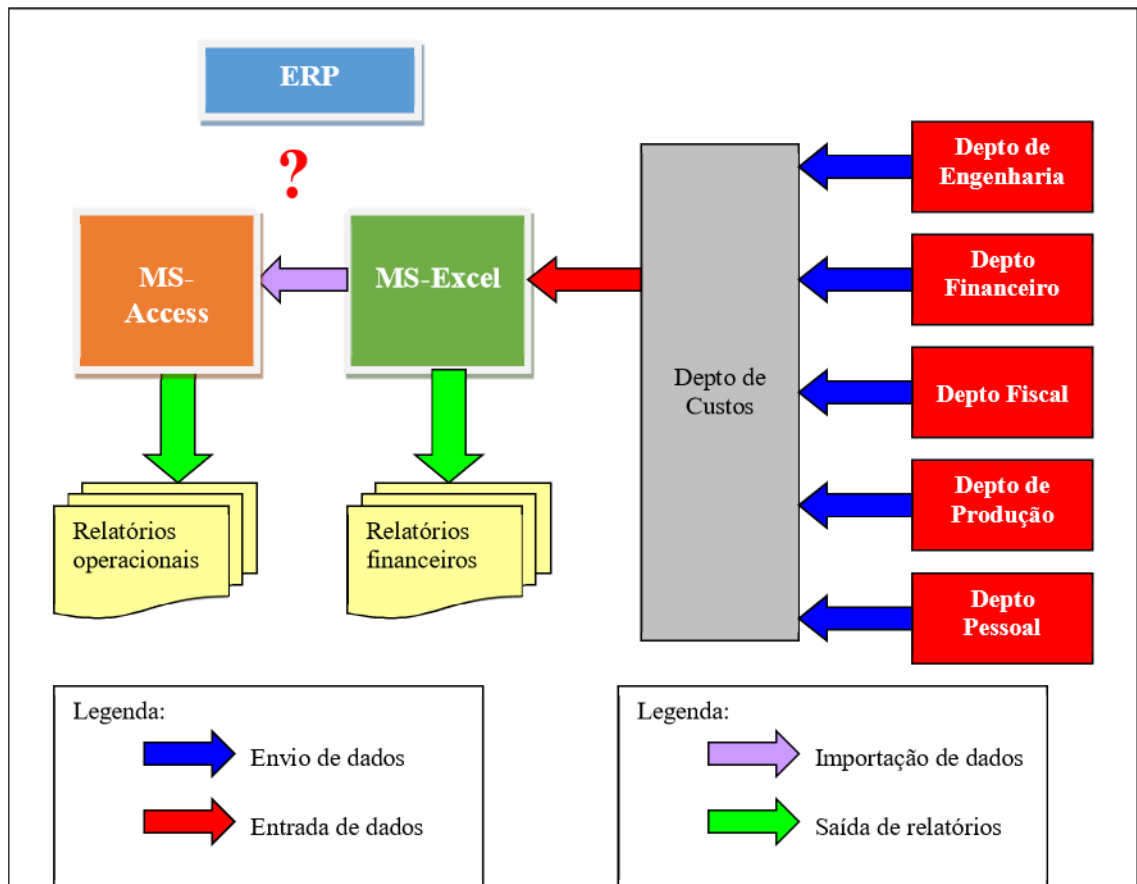 ERP
?
MS-
Access
MS-Excel
Depto de
Custos
Depto de
Engenharia
Depto
Financeiro
Depto Fiscal
Depto de
Produção
Depto
Pessoal
Relatórios
operacionais
Relatórios
financeiros
Legenda:
Envio de dados
Entrada de dados
Legenda:
Importação de dados
Saída de relatórios